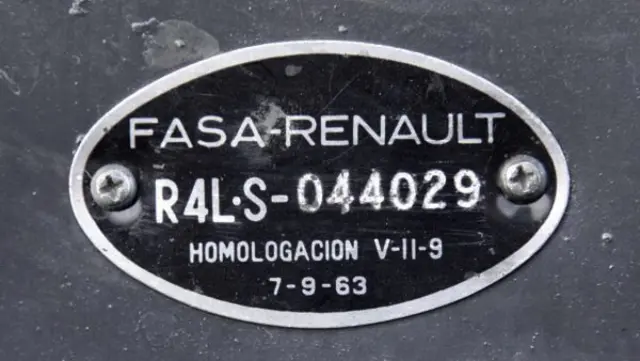 FASA-RENAULT
R4L·S-044029
HOMOLOGACION V-II-9
7-9-63